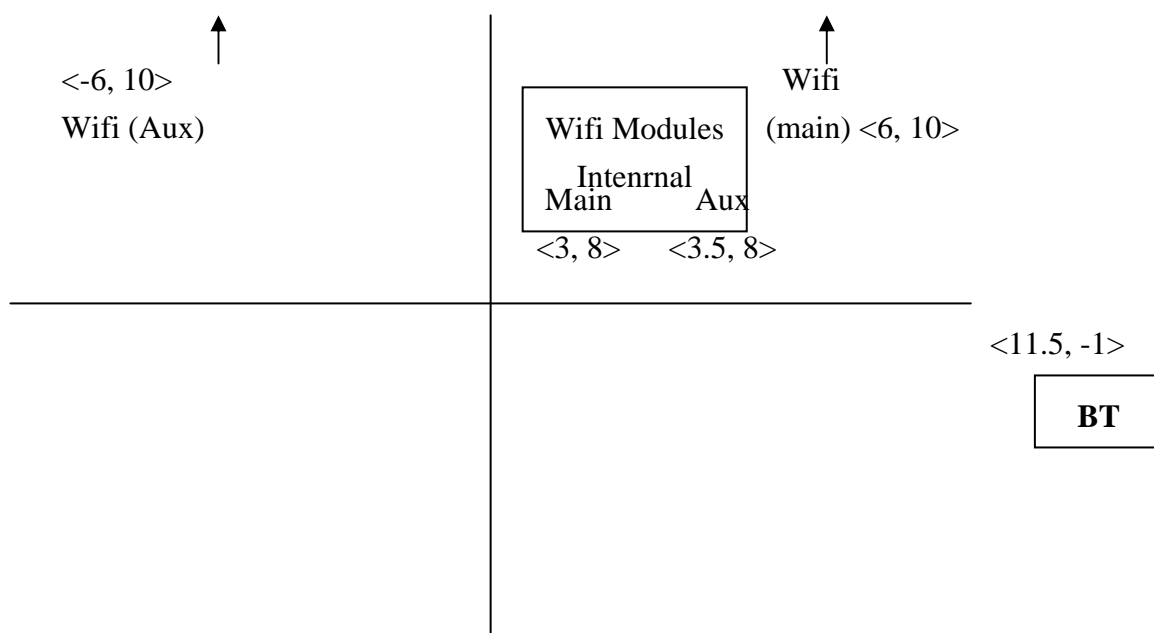 <-6, 10>
Wifi (Aux)
Wifi Modules
Intenrnal
Main Aux
<3, 8> <3.5, 8>
Wifi
(main) <6, 10>
<11.5, -1>
BT